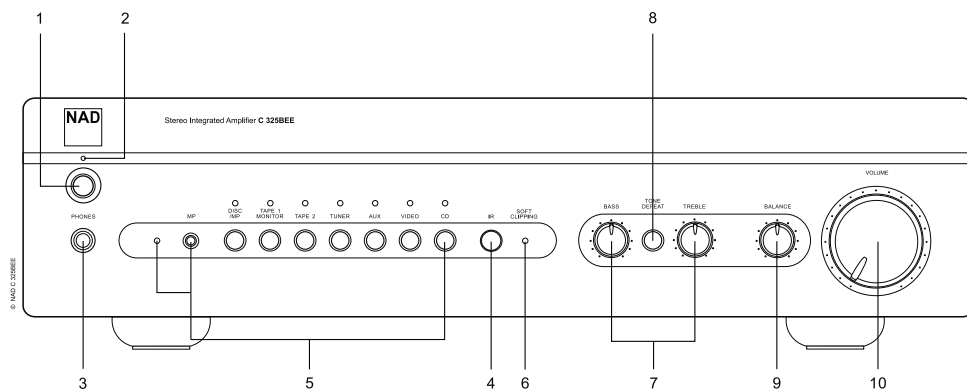 1
2
8
NAD
Stereo Integrated Amplifier C 325BEE
VOLUME
PHONES
MP
DISC
/MP
TAPE 1
MONITOR
TAPE 2
TUNER
AUX
VIDEO
CD
IR
SOFT
CLIPPING
BASS
TONE
DEFEAT
TREBLE
BALANCE
© NAD C 325BEE
3
5
4
6
7
9
10